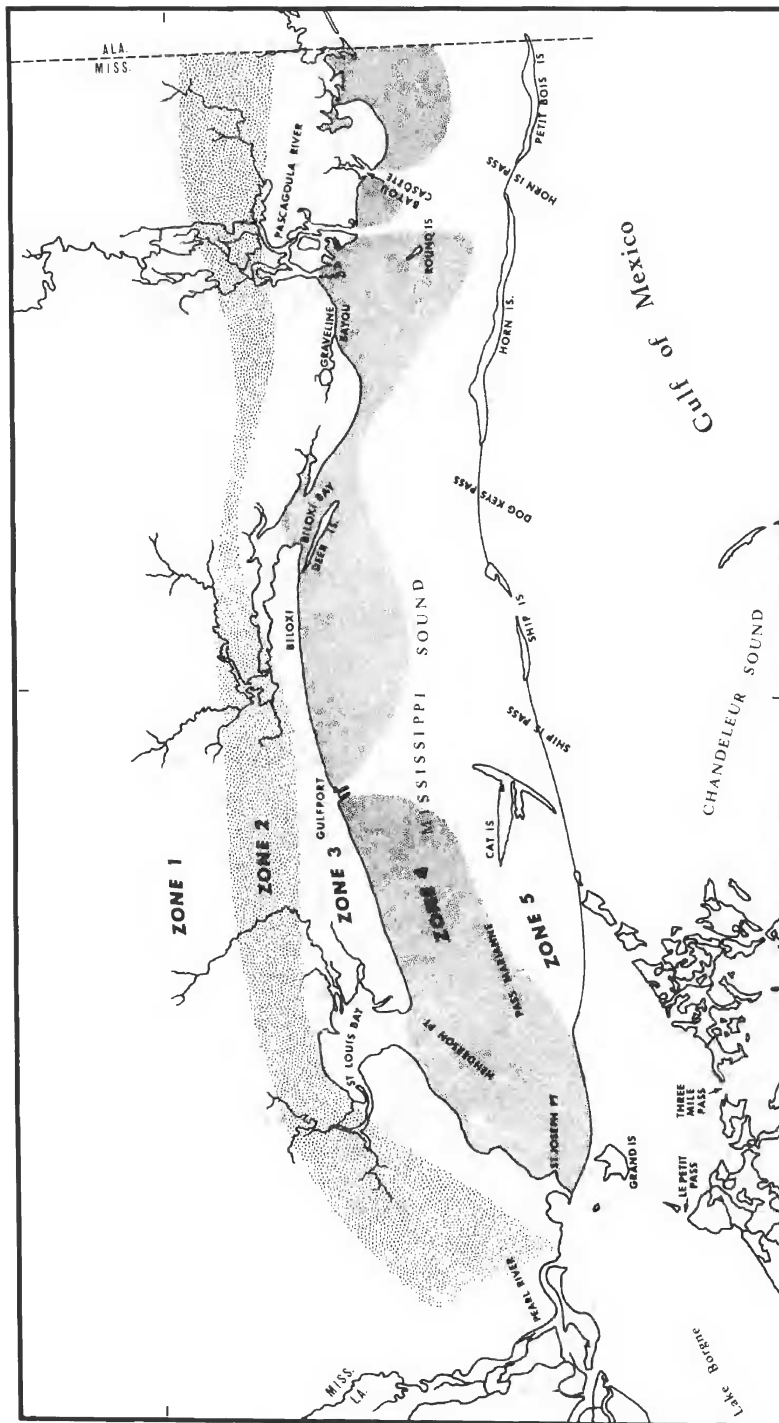 ALA.
MISS.
PASCAGOULA RIVER
BAYOU
CASOTTE
ROUND IS
HORN IS PASS
PETIT BOIS IS
GRAVELINE
BAYOU
HORN IS.
Gulf of Mexico
BILOXI BAY
DEER IS.
DOG KEYS PASS
BILOXI
MISSISSIPPI SOUND
SHIP IS
SHIP IS PASS
CHANDELEUR SOUND
GULFPORT
CAT IS
ZONE 1
ZONE 2
ZONE 3
ZONE 4
ZONE 5
PASS MARIANNE
ST LOUIS BAY
HENDERSON PT.
ST. JOSEPH PT
GRAND IS
THREE
MILE
PASS
LE PETIT
PASS
PEARL RIVER
MISS.
LA.
Lake Borgne